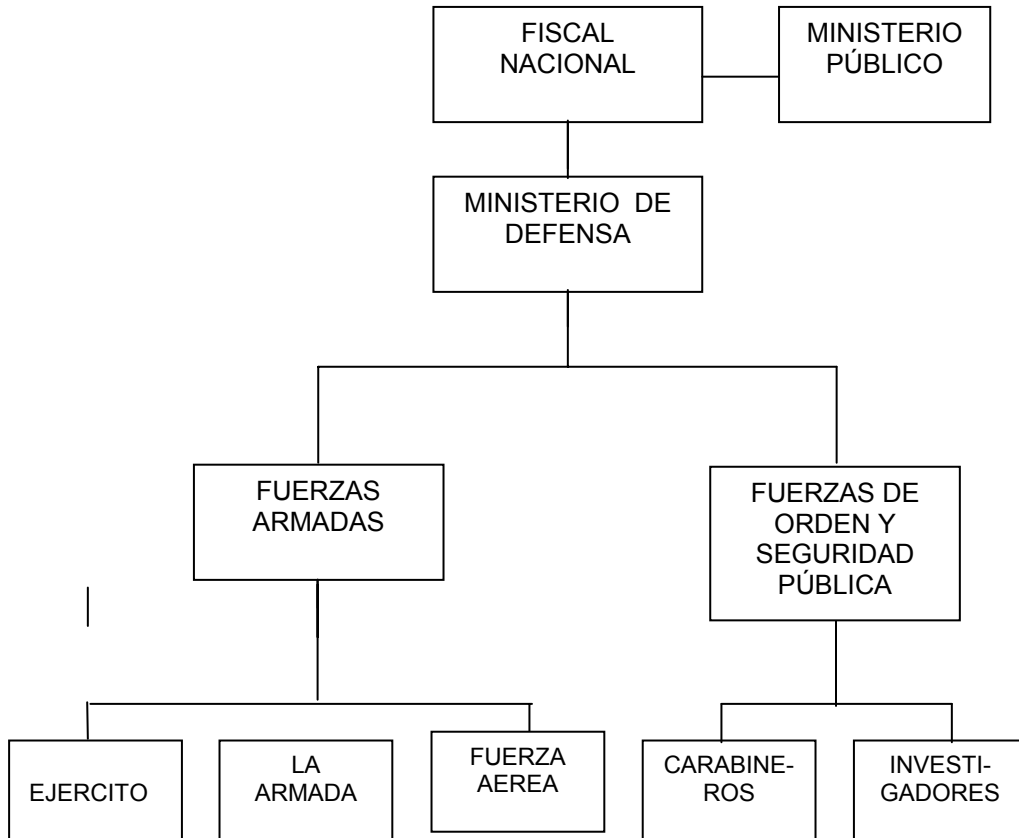 FISCAL
NACIONAL
MINISTERIO
PÚBLICO
MINISTERIO DE
DEFENSA
FUERZAS
ARMADAS
FUERZAS DE
ORDEN Y
SEGURIDAD
PÚBLICA
EJERCITO
LA
ARMADA
FUERZA
AEREA
CARABINE-
ROS
INVESTI-
GADORES